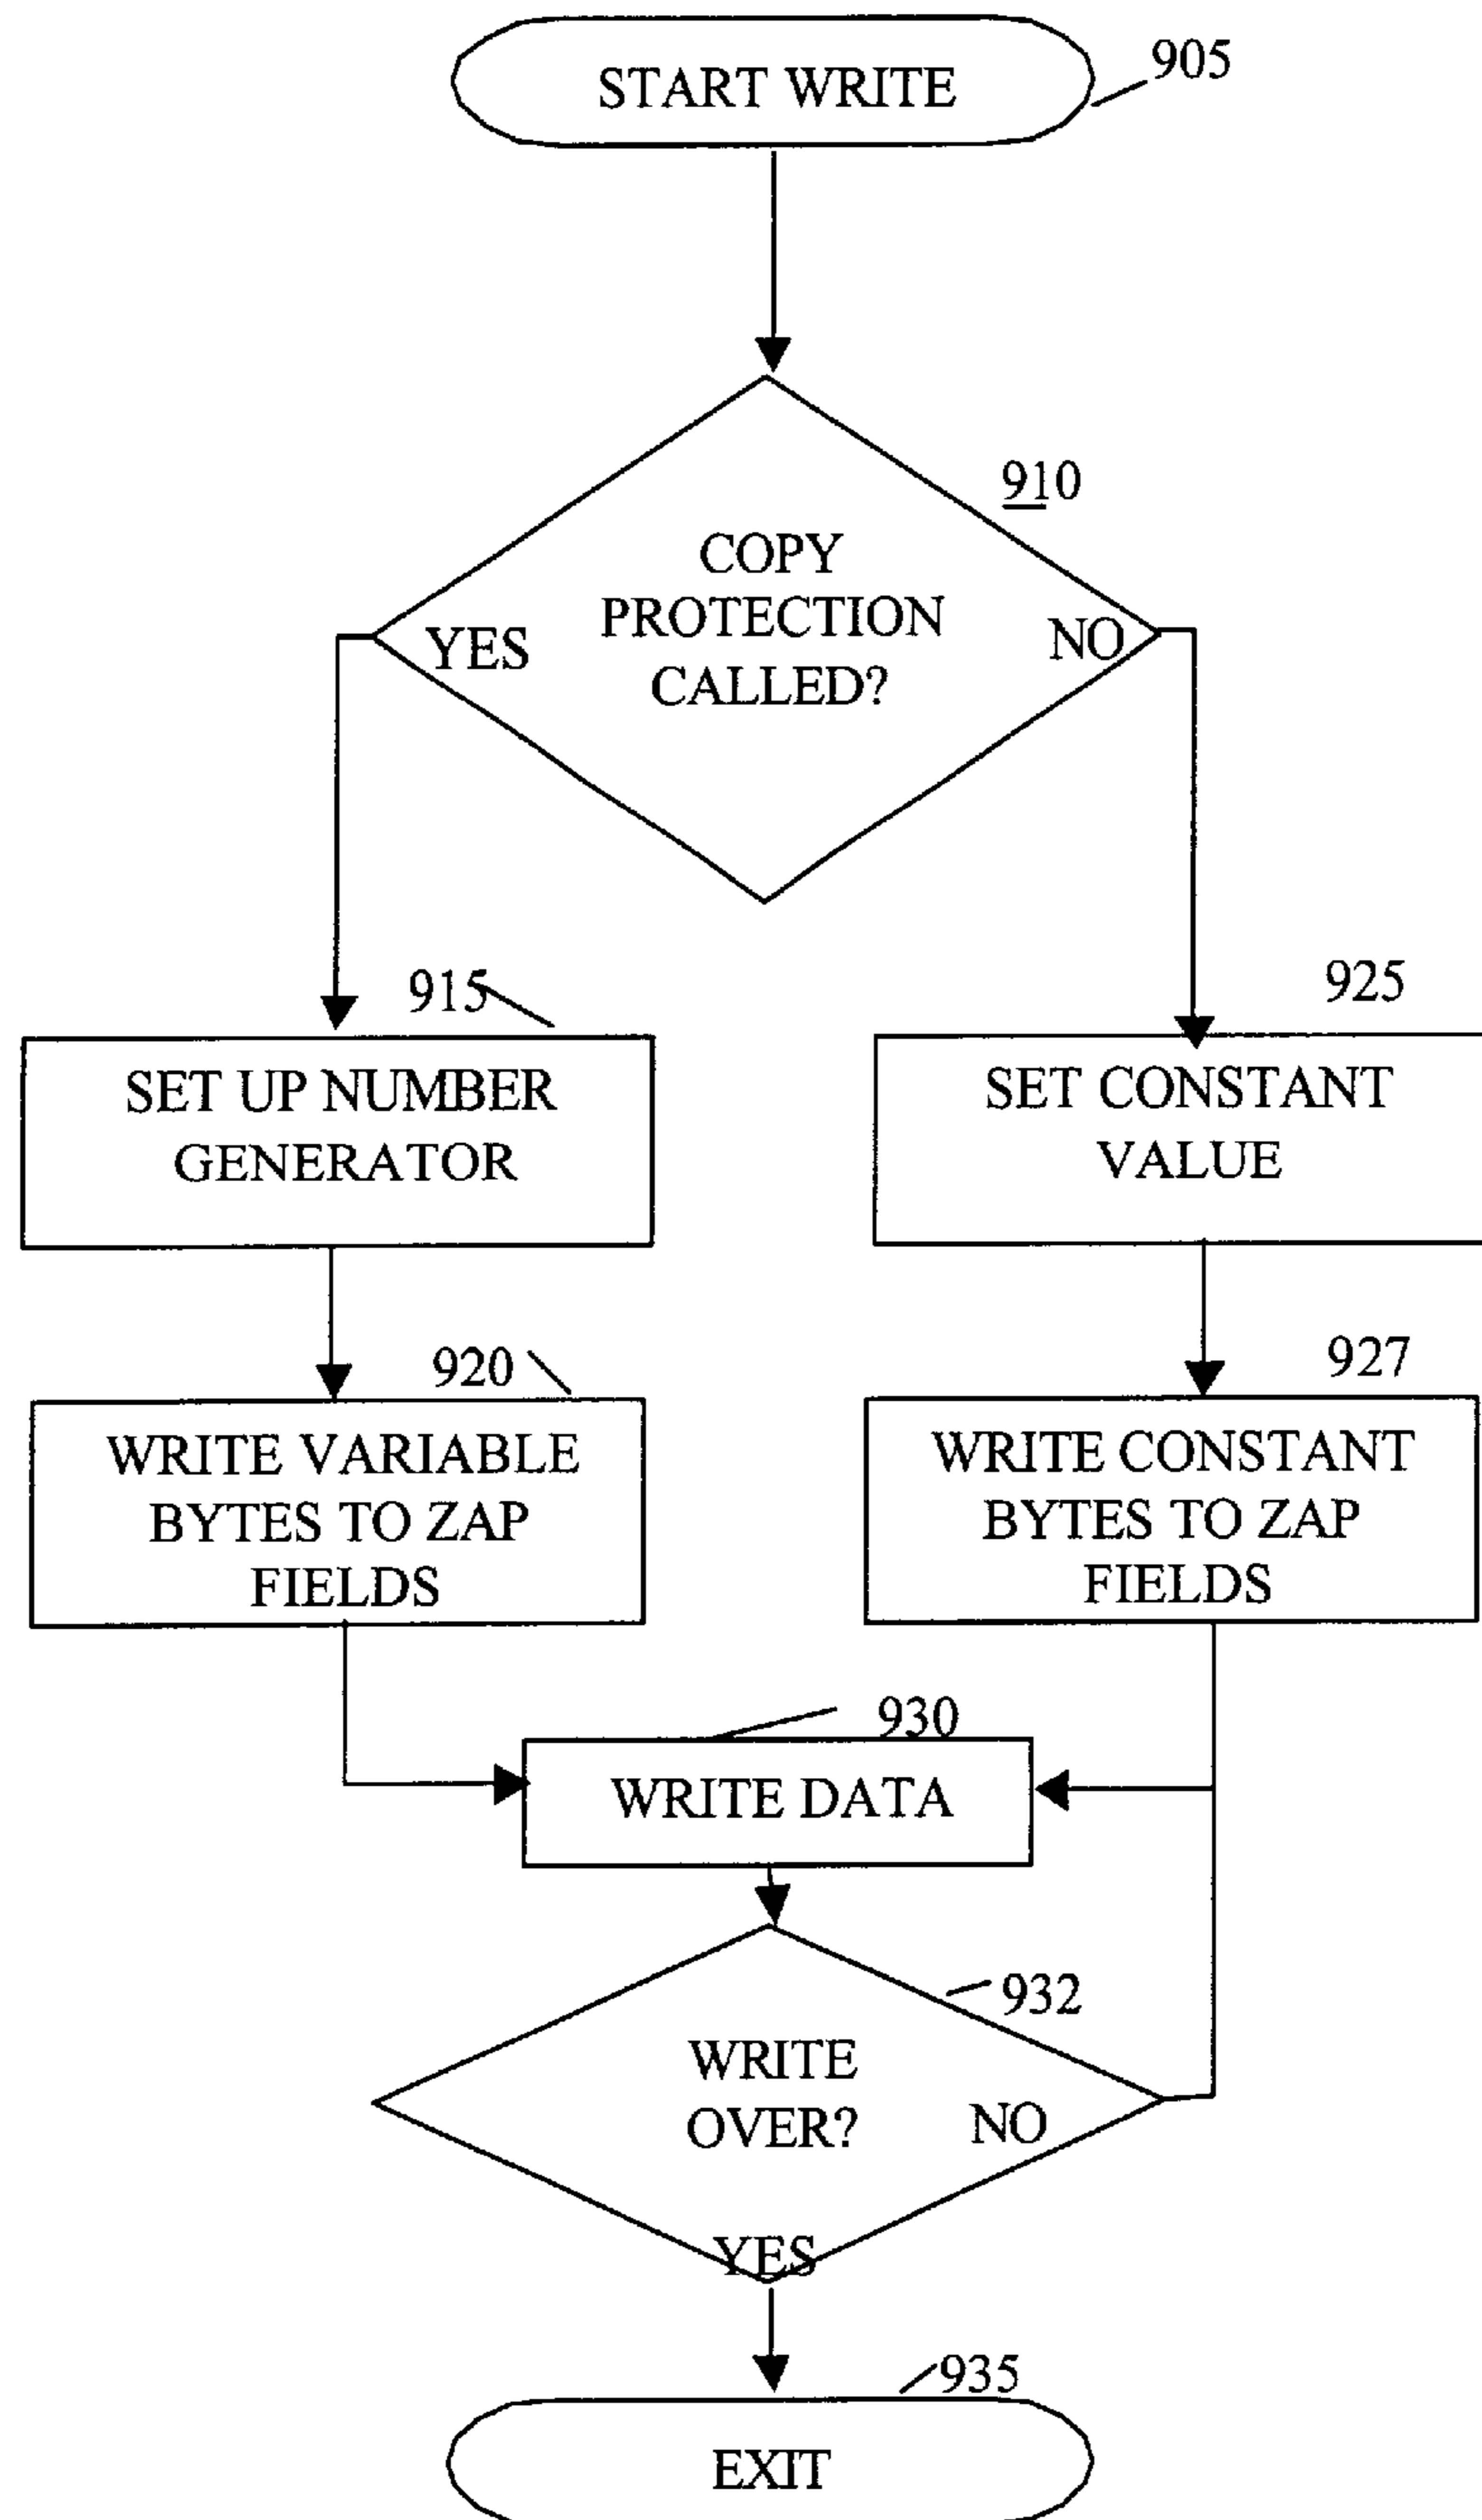 START WRITE
905
910
COPY
PROTECTION
CALLED?
YES
NO
915
925
SET UP NUMBER
GENERATOR
SET CONSTANT
VALUE
920
927
WRITE VARIABLE
BYTES TO ZAP
FIELDS
WRITE CONSTANT
BYTES TO ZAP
FIELDS
930
WRITE DATA
932
WRITE
OVER?
NO
YES
935
EXIT